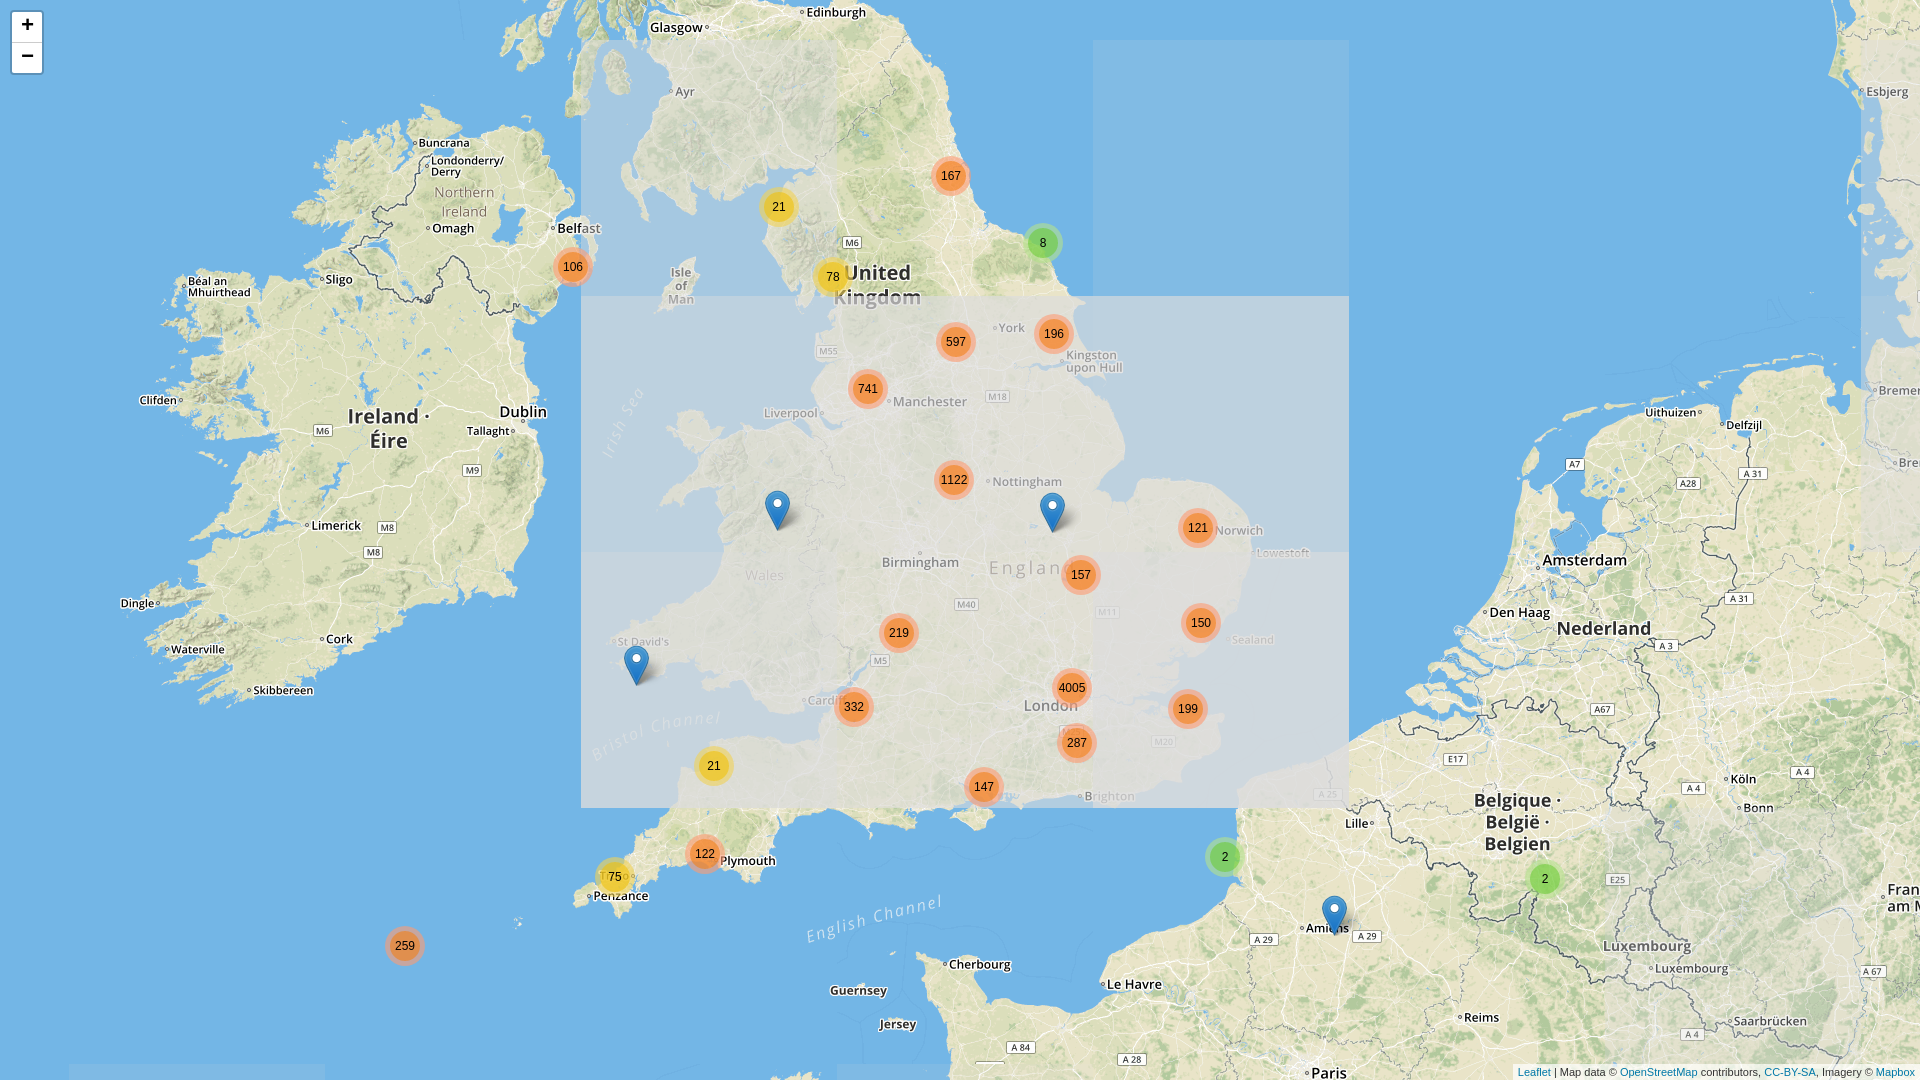 +
−
Glasgow
Edinburgh
Ayr
Esbjerg
Buncrana
Londonderry/
Derry
Northern
Ireland
Omagh
Belfast
167
21
8
M6
106
78
United
Kingdom
Isle
of
Man
Sligo
Béal an
Mhuirthead
York
196
597
M55
Kingston
upon Hull
741
Manchester
M18
Liverpool
Irish Sea
Clifden
Ireland ·
Éire
Dublin
Tallaght
M6
M9
Uithuizen
Delfzijl
A7
A 31
A28
1122
Nottingham
121
Norwich
Lowestoft
Limerick
M8
M8
Birmingham
Wales
157
Amsterdam
Dingle
M40
M11
A 31
Den Haag
Nederland
219
150
Sealand
A 3
Cork
Waterville
St David's
M5
Skibbereen
4005
London
332
199
A67
Bristol Channel
287
M20
E17
21
147
Brighton
A 25
Köln
A 4
A 4
Bonn
Belgique ·
België ·
Belgien
Lille
122
Plymouth
75
Penzance
2
2
E25
English Channel
259
Amiens
A 29
A 29
Luxembourg
Luxembourg
A 67
Cherbourg
Guernsey
Le Havre
Jersey
Reims
Saarbrücken
A 84
A 28
A 4
Paris
Leaflet | Map data © OpenStreetMap contributors, CC-BY-SA, Imagery © Mapbox